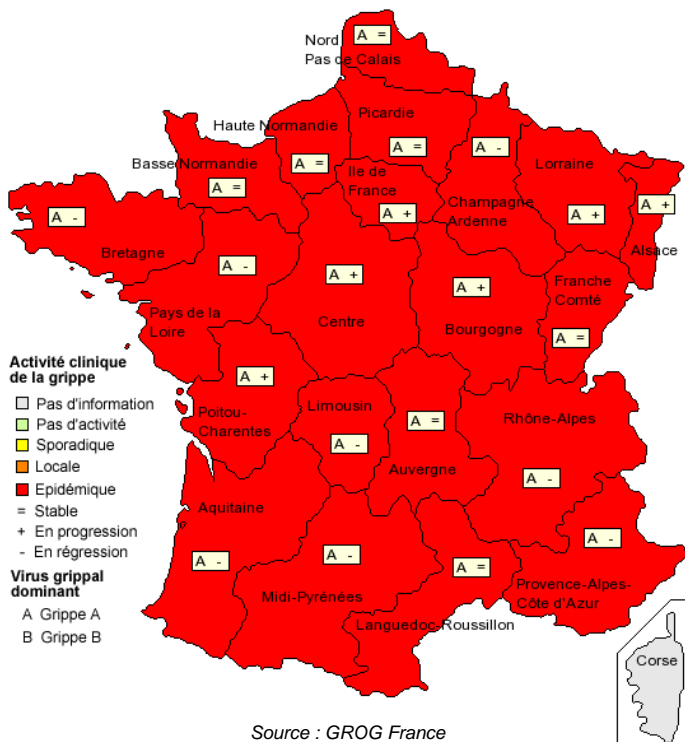 Nord
Pas de Calais
A =
Picardie
A =
Haute Normandie
A =
Basse Normandie
A =
Ile de
France
A +
A -
Champagne
Ardenne
Lorraine
A +
A +
Alsace
A -
Bretagne
A -
Pays de la
Loire
A +
Centre
A +
Bourgogne
Franche
Comté
A =
A +
Poitou-
Charentes
Limousin
A -
A =
Auvergne
Rhône-Alpes
A -
Aquitaine
A -
A -
Midi-Pyrénées
A =
Languedoc-Roussillon
A -
Provence-Alpes-
Côte d'Azur
Corse
Activité clinique
de la grippe
Pas d'information
Pas d'activité
Sporadique
Locale
Epidémique
= Stable
+ En progression
- En régression
Virus grippal
dominant
A Grippe A
B Grippe B
Source : GROG France